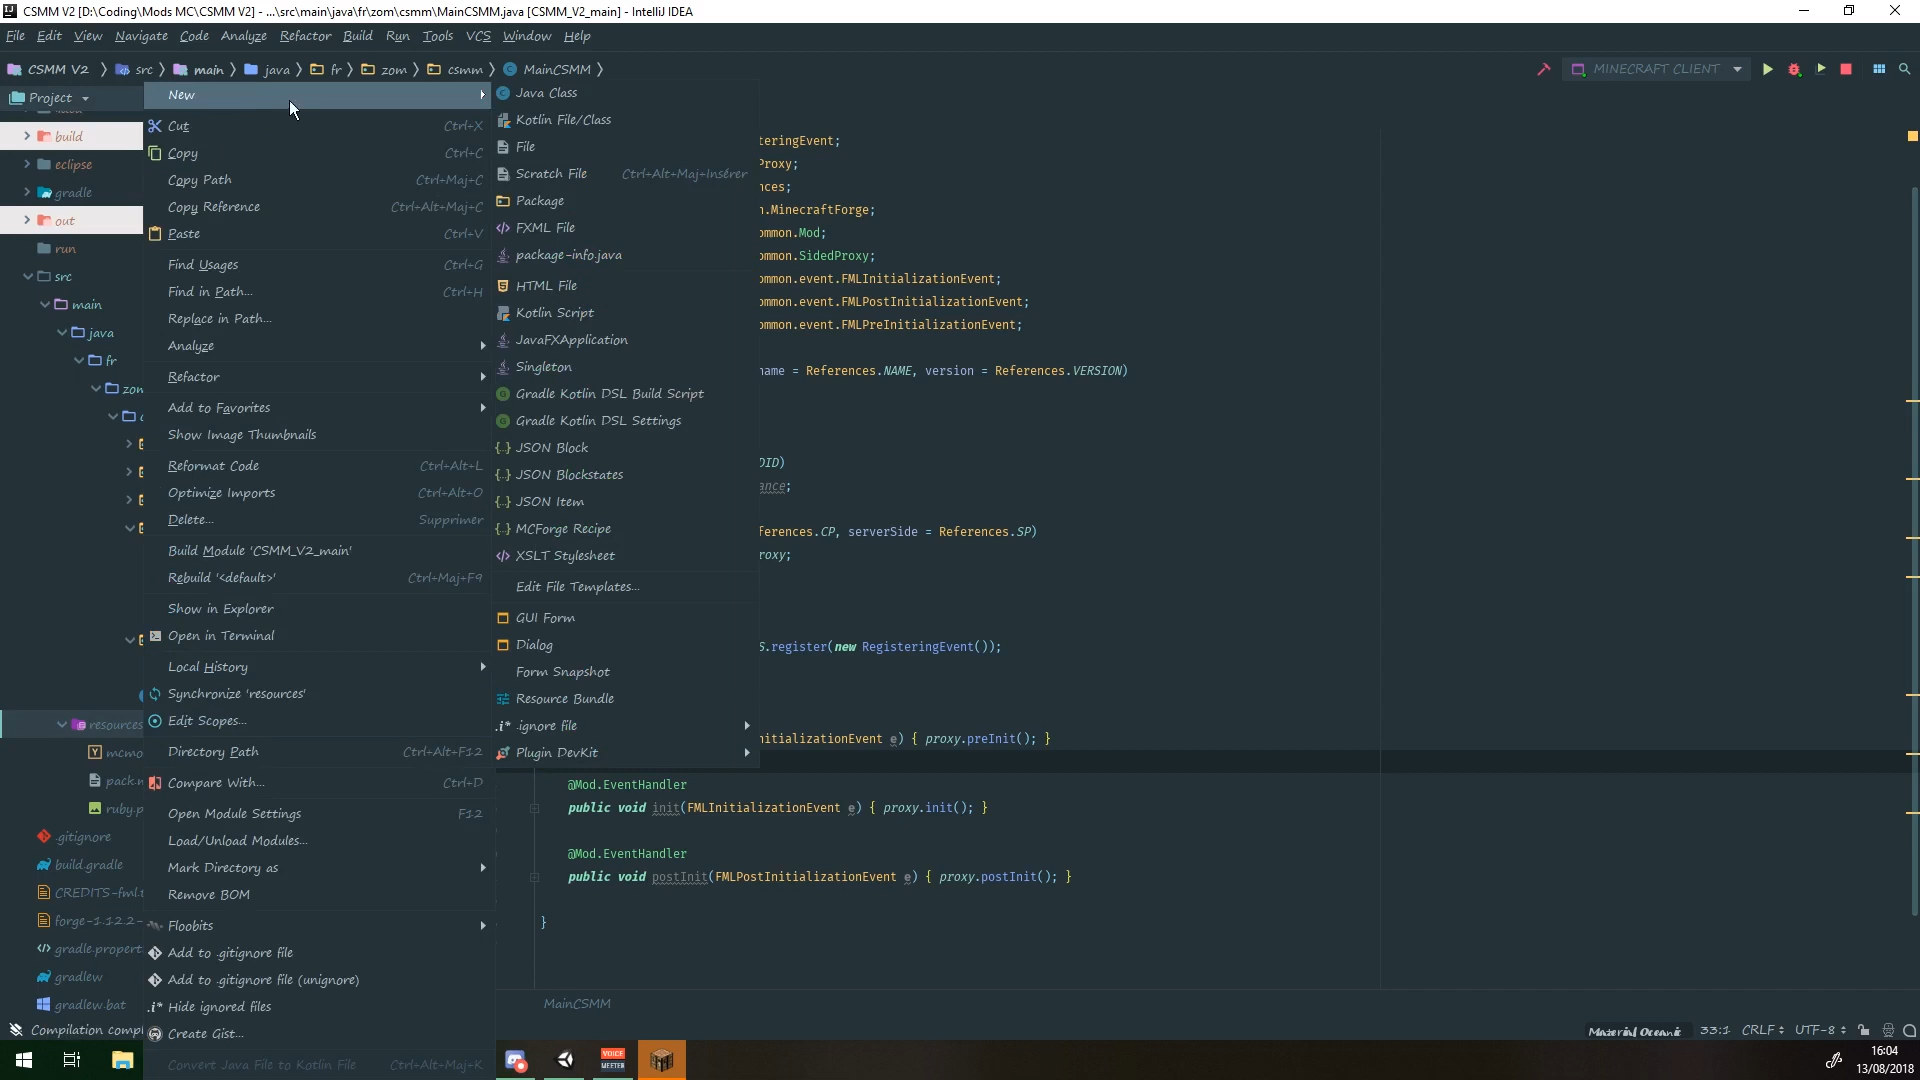 CSMM V2 [D:\Coding\Mods MC\CSMM V2] - ...\src\main\java\fr\zom\csmm\MainCSMM.java [CSMM_V2_main] - IntelliJ IDEA
File Edit View Navigate Code Analyze Refactor Build Run Tools VCS Window Help
CSMM V2 src main java fr zom csmm MainCSMM MINECRAFT CLIENT
Project
build
eclipse
gradle
out
run
src
main
java
fr
resources
.gitignore
build.gradle
gradlew
gradlew.bat
New
Cut Ctrl+X
Copy Ctrl+C
Copy Path Ctrl+Maj+C
Copy Reference Ctrl+Alt+Maj+C
Paste Ctrl+V
Find Usages Ctrl+G
Find in Path... Ctrl+H
Replace in Path...
Analyze
Refactor
Add to Favorites
Show Image Thumbnails
Reformat Code Ctrl+Alt+L
Optimize Imports Ctrl+Alt+O
Delete... Supprimer
Build Module 'CSMM_V2_main'
Rebuild '<default>' Ctrl+Maj+F9
Show in Explorer
Open in Terminal
Local History
Synchronize 'resources'
Edit Scopes...
Directory Path Ctrl+Alt+F12
Compare With... Ctrl+D
Open Module Settings F12
Load/Unload Modules...
Mark Directory as
Remove BOM
Floobits
Add to .gitignore file
Add to .gitignore file (unignore)
Hide ignored files
Create Gist...
Convert Java File to Kotlin File Ctrl+Alt+Maj+K
Java Class
Kotlin File/Class
File
Scratch File Ctrl+Alt+Maj+Insérer
Package
FXML File
package-info.java
HTML File
Kotlin Script
JavaFXApplication
Singleton
Gradle Kotlin DSL Build Script
Gradle Kotlin DSL Settings
JSON Block
JSON Blockstates
JSON Item
MCForge Recipe
XSLT Stylesheet
Edit File Templates...
GUI Form
Dialog
Form Snapshot
Resource Bundle
.ignore file
Plugin DevKit
teringEvent;
Proxy;
nces;
n.MinecraftForge;
ommon.Mod;
ommon.SidedProxy;
ommon.event.FMLInitializationEvent;
ommon.event.FMLPostInitializationEvent;
ommon.event.FMLPreInitializationEvent;
name = References.NAME, version = References.VERSION)
DID)
ance;
ferences.CP, serverSide = References.SP)
roxy;
S.register(new RegisteringEvent());
nitializationEvent e) { proxy.preInit(); }
@Mod.EventHandler
public void init(FMLInitializationEvent e) { proxy.init(); }
@Mod.EventHandler
public void postInit(FMLPostInitializationEvent e) { proxy.postInit(); }
}
MainCSMM
Compilation compl Material Oceanic 33:1 CRLF UTF-8
VOICE
MEETER
16:04
13/08/2018